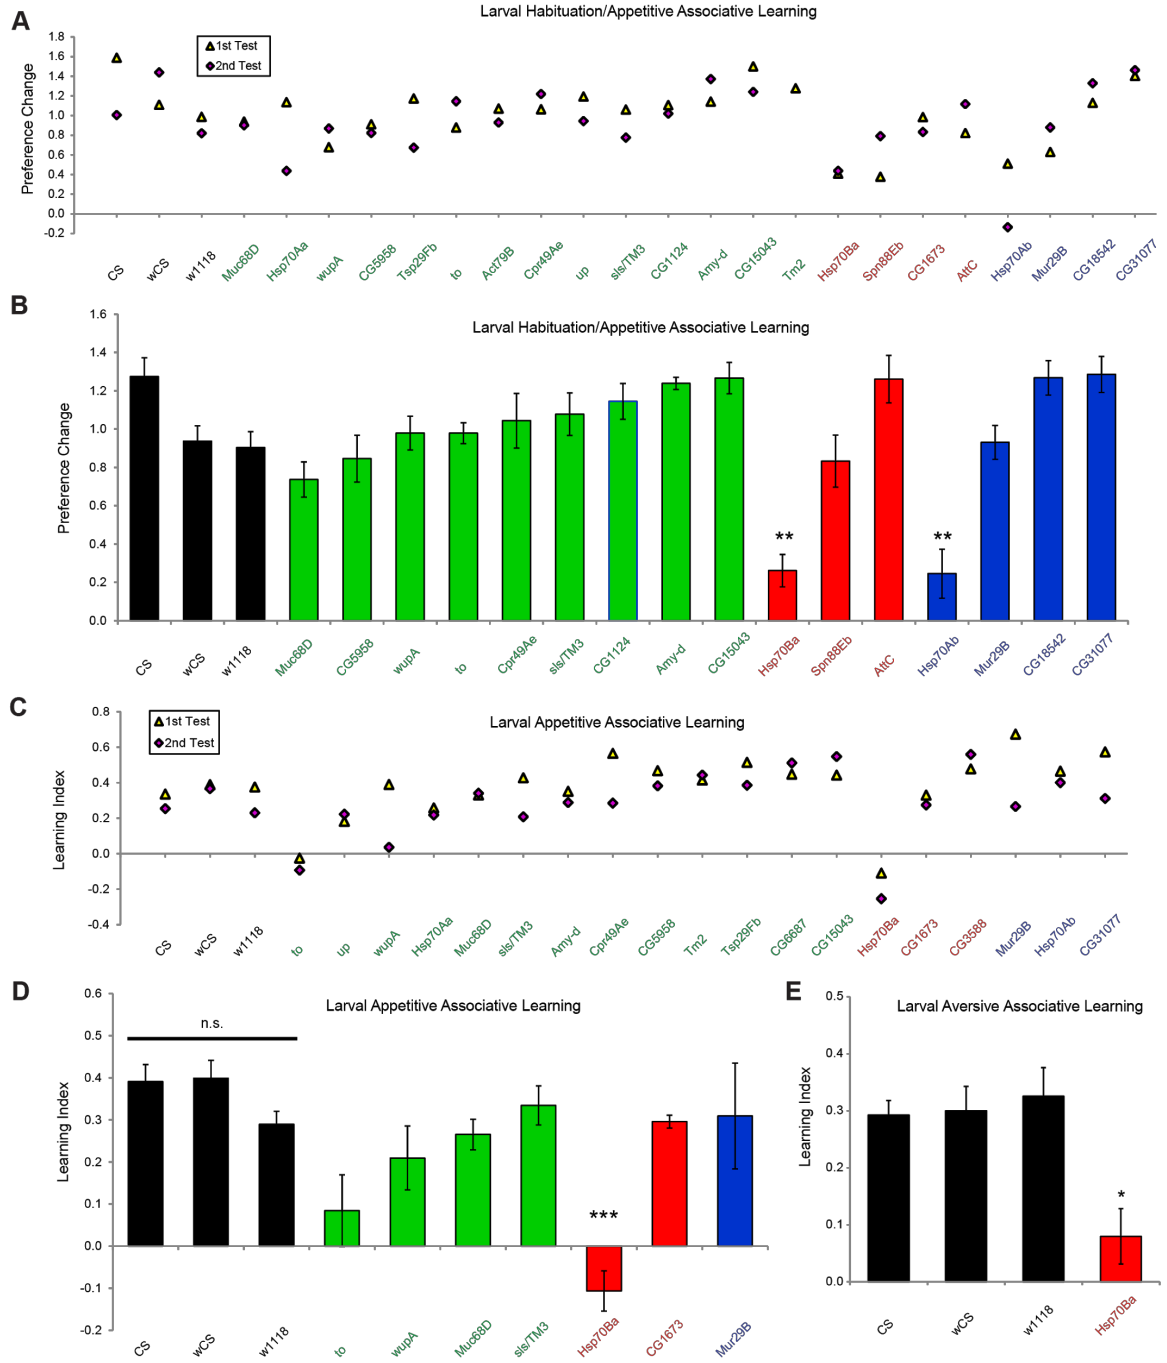 A
Larval Habituation/Appetitive Associative Learning
1st Test
2nd Test
Preference Change
1.8
1.6
1.4
1.2
1.0
0.8
0.6
0.4
0.2
0.0
-0.2
CS
wCS
w1118
Muc68D
Hsp70Aa
wupA
CG5958
Tsp29Fb
to
Act79B
Cpr49Ae
up
sls/TM3
CG1124
Amy-d
CG15043
Tm2
Hsp70Ba
Spn88Eb
CG1673
AttC
Hsp70Ab
Mur29B
CG18542
CG31077
B
Larval Habituation/Appetitive Associative Learning
Preference Change
1.6
1.4
1.2
1.0
0.8
0.6
0.4
0.2
0.0
**
**
CS
wCS
w1118
Muc68D
CG5958
wupA
to
Cpr49Ae
sls/TM3
CG1124
Amy-d
CG15043
Hsp70Ba
Spn88Eb
AttC
Hsp70Ab
Mur29B
CG18542
CG31077
C
Larval Appetitive Associative Learning
1st Test
2nd Test
Learning Index
0.8
0.6
0.4
0.2
0.0
-0.2
-0.4
CS
wCS
w1118
to
up
wupA
Hsp70Aa
Muc68D
sls/TM3
Amy-d
Cpr49Ae
CG5958
Tm2
Tsp29Fb
CG6687
CG15043
Hsp70Ba
CG1673
CG3588
Mur29B
Hsp70Ab
CG31077
D
Larval Appetitive Associative Learning
n.s.
Learning Index
0.6
0.5
0.4
0.3
0.2
0.1
0.0
-0.1
-0.2
***
CS
wCS
w1118
to
wupA
Muc68D
sls/TM3
Hsp70Ba
CG1673
Mur29B
E
Larval Aversive Associative Learning
Learning Index
0.5
0.4
0.3
0.2
0.1
0.0
*
CS
wCS
w1118
Hsp70Ba